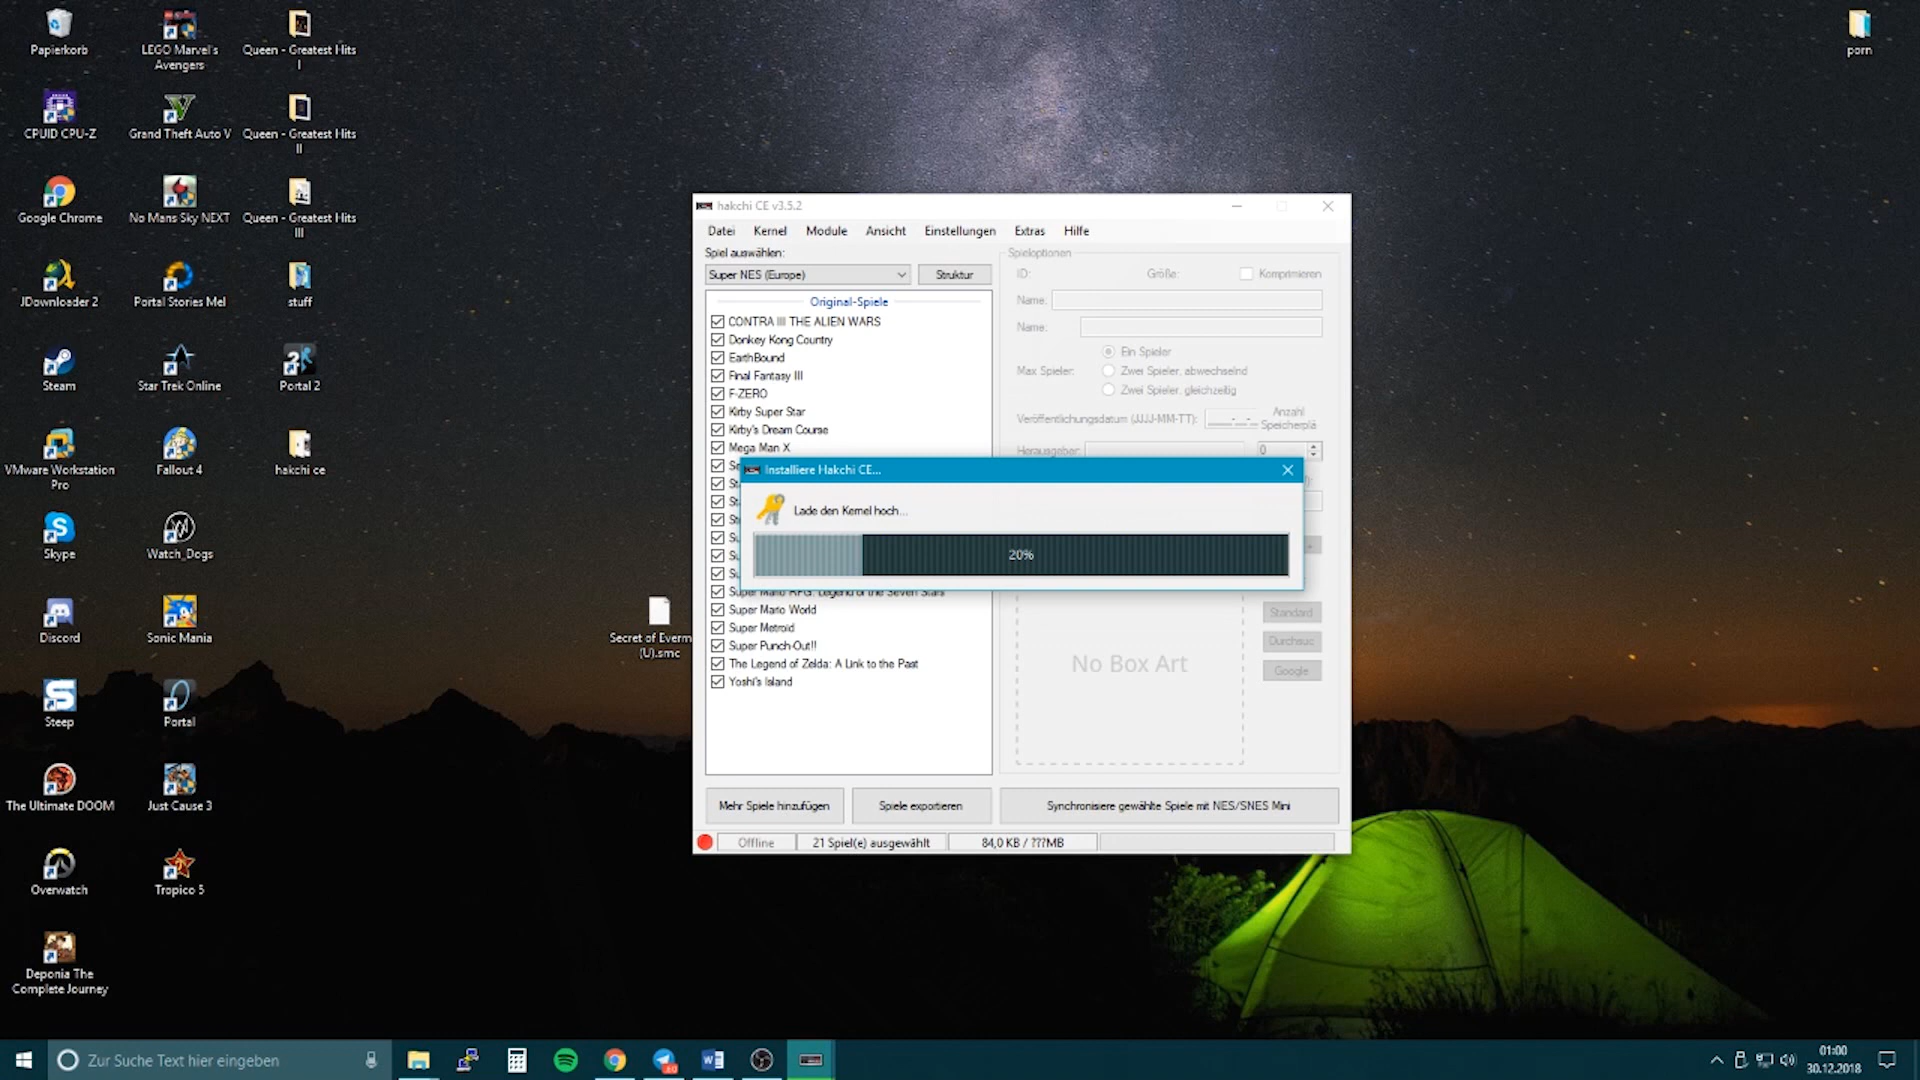 Papierkorb
LEGO Marvel's
Avengers
Queen - Greatest Hits
I
porn
CPUID CPU-Z
Grand Theft Auto V
Queen - Greatest Hits
II
Google Chrome
No Mans Sky NEXT
Queen - Greatest Hits
III
JDownloader 2
Portal Stories Mel
stuff
Steam
Star Trek Online
Portal 2
VMware Workstation
Pro
Fallout 4
hakchi ce
Skype
Watch_Dogs
Discord
Sonic Mania
Steep
Portal
The Ultimate DOOM
Just Cause 3
Overwatch
Tropico 5
Deponia The
Complete Journey
Secret of Everm
(U).smc
hakchi CE v3.5.2
Datei Kernel Module Ansicht Einstellungen Extras Hilfe
Spiel auswählen:
Super NES (Europe)
Struktur
Original-Spiele
CONTRA III THE ALIEN WARS
Donkey Kong Country
EarthBound
Final Fantasy III
F-ZERO
Kirby Super Star
Kirby's Dream Course
Mega Man X
Super Mario RPG: Legend of the Seven Stars
Super Mario World
Super Metroid
Super Punch-Out!!
The Legend of Zelda: A Link to the Past
Yoshi's Island
Spieloptionen
ID:
Größe:
Komprimieren
Name:
Name:
Max Spieler:
Ein Spieler
Zwei Spieler, abwechselnd
Zwei Spieler, gleichzeitig
Veröffentlichungsdatum (JJJJ-MM-TT):
Anzahl
Speicherplä
Herausgeber:
0
Installiere Hakchi CE...
Lade den Kernel hoch...
20%
No Box Art
Standard
Durchsuc
Google
Mehr Spiele hinzufügen
Spiele exportieren
Synchronisiere gewählte Spiele mit NES/SNES Mini
Offline
21 Spiel(e) ausgewählt
84,0 KB / ???MB
Zur Suche Text hier eingeben
01:00
30.12.2018